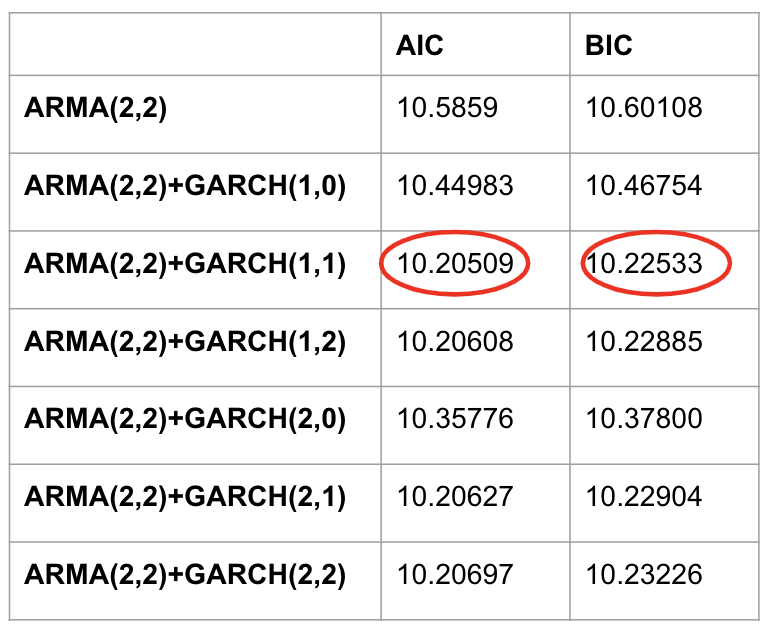 AIC BIC
ARMA(2,2) 10.5859 10.60108
ARMA(2,2)+GARCH(1,0) 10.44983 10.46754
ARMA(2,2)+GARCH(1,1) 10.20509 10.22533
ARMA(2,2)+GARCH(1,2) 10.20608 10.22885
ARMA(2,2)+GARCH(2,0) 10.35776 10.37800
ARMA(2,2)+GARCH(2,1) 10.20627 10.22904
ARMA(2,2)+GARCH(2,2) 10.20697 10.23226